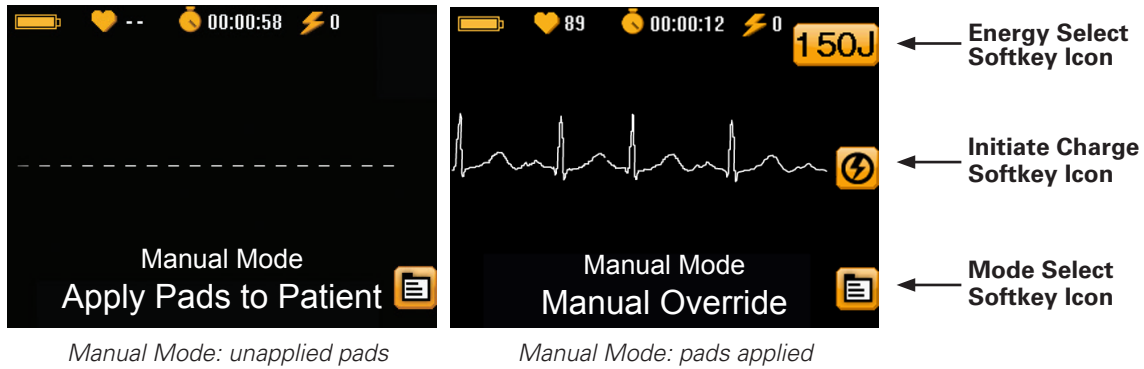 -- 00:00:58 0
Manual Mode
Apply Pads to Patient
Manual Mode: unapplied pads
89 00:00:12 0
150J
Manual Mode
Manual Override
Manual Mode: pads applied
Energy Select
Softkey Icon
Initiate Charge
Softkey Icon
Mode Select
Softkey Icon